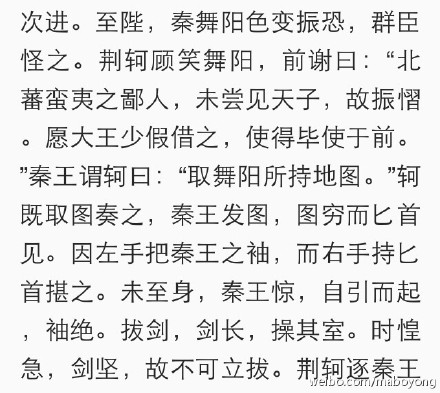 次进。至陛，秦舞阳色变振恐，群臣
怪之。荆轲顾笑舞阳，前谢曰：“北
蕃蛮夷之鄙人，未尝见天子，故振慴
。愿大王少假借之，使得毕使于前。
”秦王谓轲曰：“取舞阳所持地图。”轲
既取图奏之，秦王发图，图穷而匕首
见。因左手把秦王之袖，而右手持匕
首揕之。未至身，秦王惊，自引而起
，袖绝。拔剑，剑长，操其室。时惶
急，剑坚，故不可立拔。荆轲逐秦王
weibo.com/maboyong